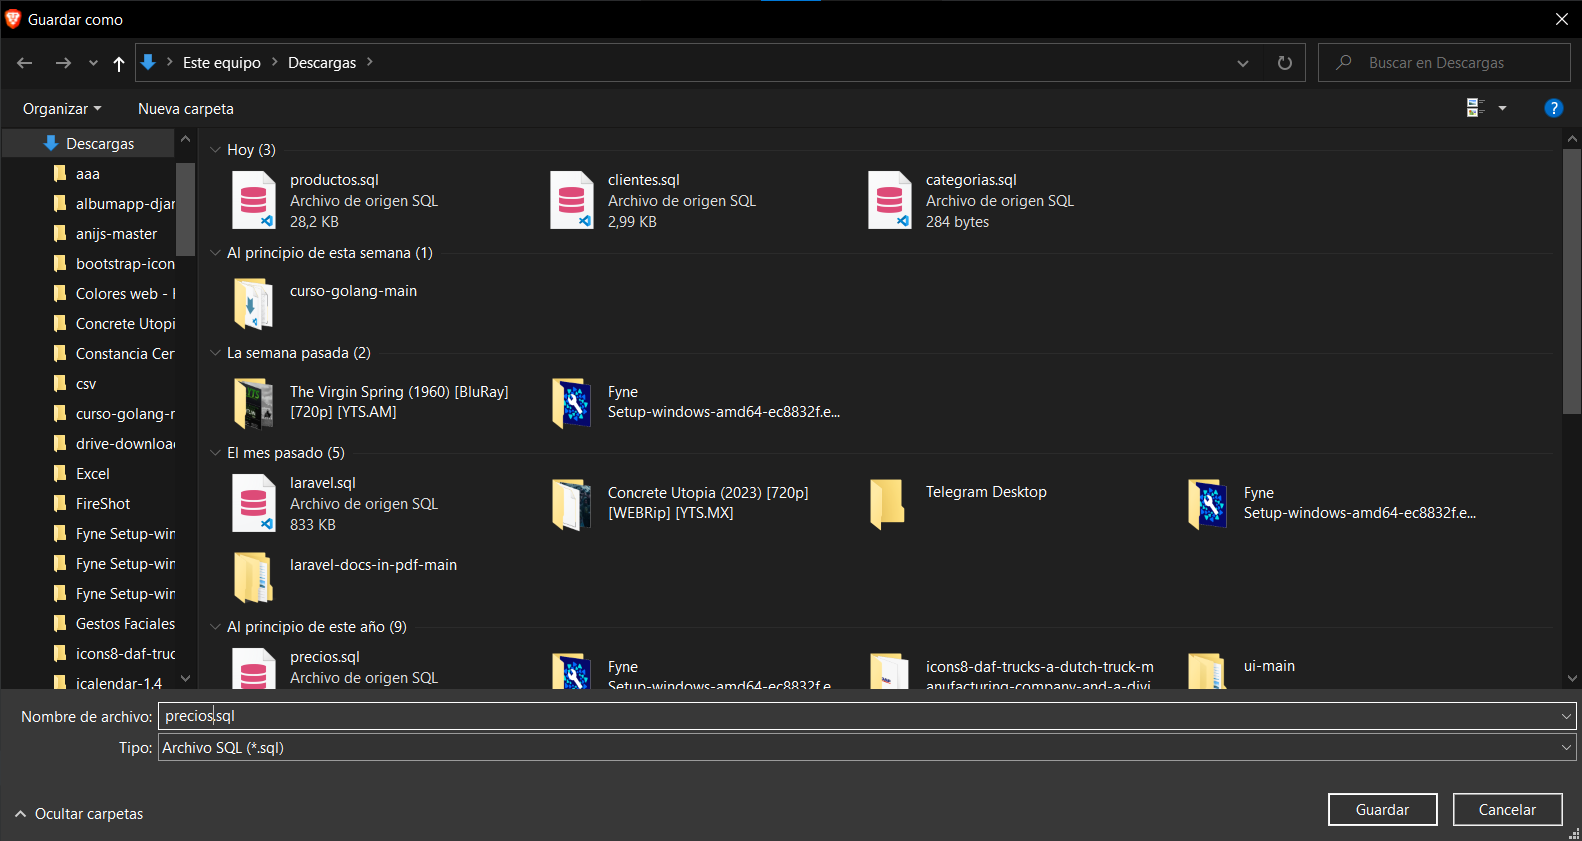 Guardar como
Este equipo > Descargas >
Buscar en Descargas
Organizar
Nueva carpeta
?
Descargas
aaa
albumapp-djar
anijs-master
bootstrap-icon
Colores web -
Concrete Utopi
Constancia Cer
csv
curso-golang-r
drive-downloa
Excel
FireShot
Fyne Setup-win
Fyne Setup-win
Fyne Setup-win
Gestos Faciales
icons8-daf-truc
icalendar-1.4
Hoy (3)
productos.sql
Archivo de origen SQL
28,2 KB
clientes.sql
Archivo de origen SQL
2,99 KB
categorias.sql
Archivo de origen SQL
284 bytes
Al principio de esta semana (1)
curso-golang-main
La semana pasada (2)
The Virgin Spring (1960) [BluRay]
[720p] [YTS.AM]
Fyne
Setup-windows-amd64-ec8832f.e...
El mes pasado (5)
laravel.sql
Archivo de origen SQL
833 KB
Concrete Utopia (2023) [720p]
[WEBRip] [YTS.MX]
Telegram Desktop
Fyne
Setup-windows-amd64-ec8832f.e...
laravel-docs-in-pdf-main
Al principio de este año (9)
precios.sql
Archivo de origen SQL
Fyne
Setup-windows-amd64-ec8832f.e
icons8-daf-trucks-a-dutch-truck-m
anufacturing-company-and-a-divi
ui-main
Nombre de archivo: precios.sql
Tipo: Archivo SQL (*.sql)
Ocultar carpetas
Guardar
Cancelar